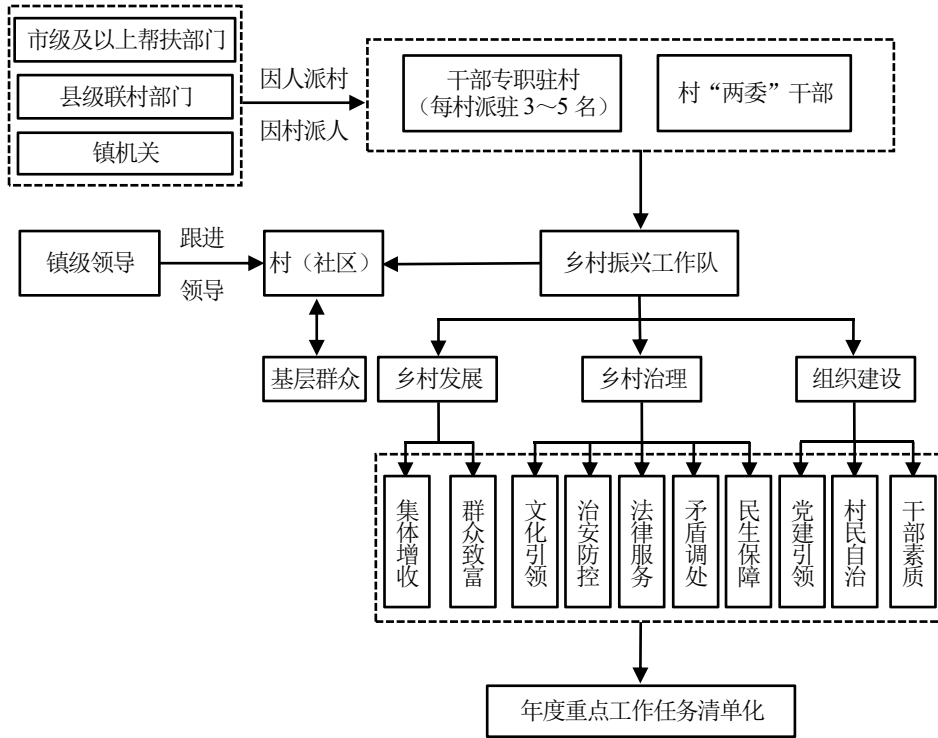 市级及以上帮扶部门
县级联村部门
镇机关
因人派村
因村派人
干部专职驻村
（每村派驻 3～5 名）
村“两委”干部
镇级领导
跟进
领导
村（社区）
乡村振兴工作队
基层群众
乡村发展
乡村治理
组织建设
集体增收
群众致富
文化引领
治安防控
法律服务
矛盾调处
民生保障
党建引领
村民自治
干部素质
年度重点工作任务清单化